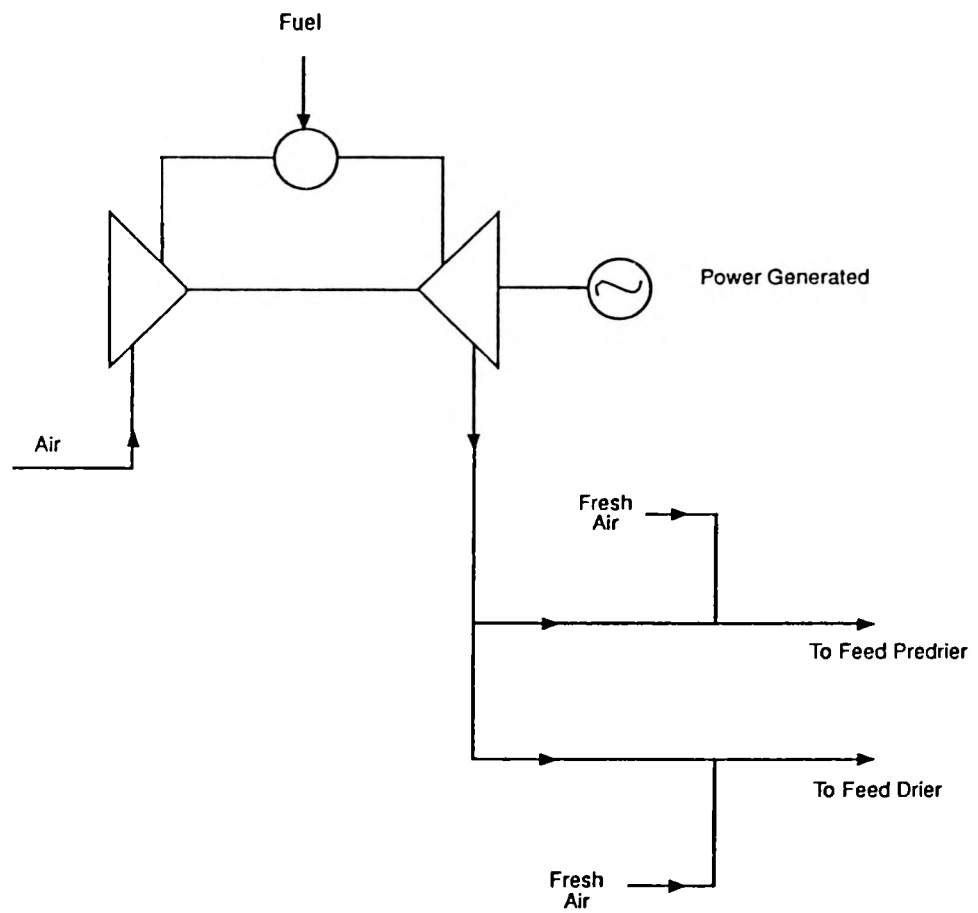 Fuel
Power Generated
Air
Fresh
Air
To Feed Predrier
To Feed Drier
Fresh
Air